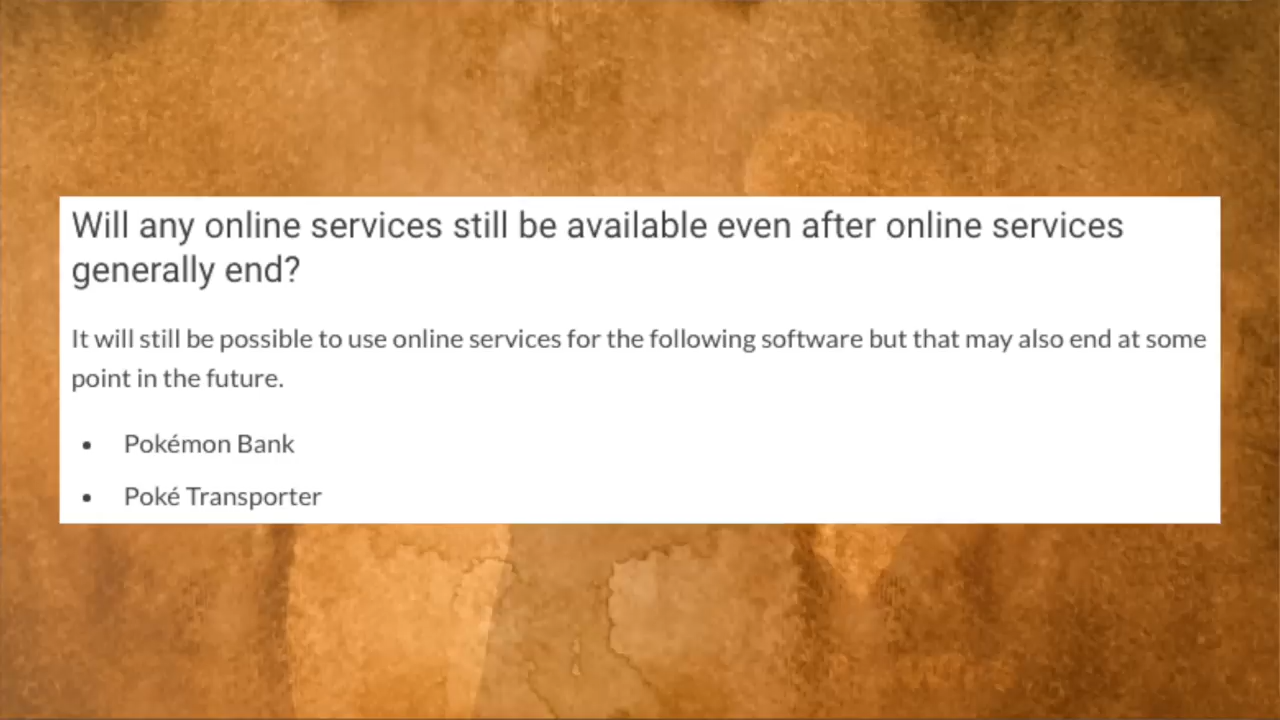 Will any online services still be available even after online services
generally end?
It will still be possible to use online services for the following software but that may also end at some
point in the future.
• Pokémon Bank
• Poké Transporter